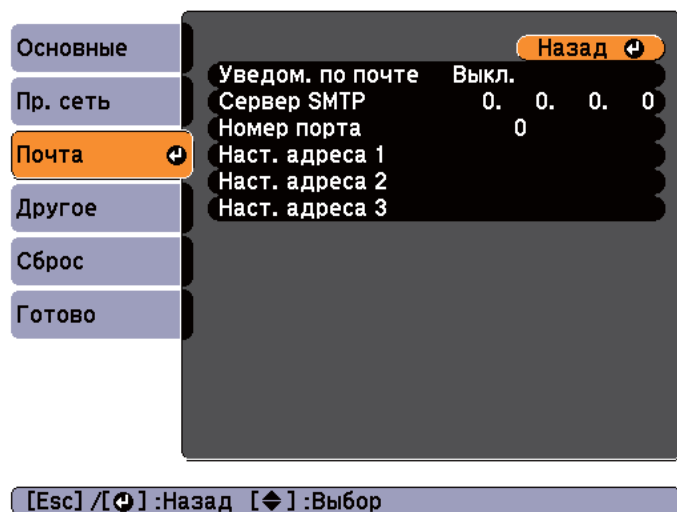 Основные
Пр. сеть
Почта
Другое
Сброс
Готово
Назад
Уведом. по почте Выкл.
Сервер SMTP 0. 0. 0. 0
Номер порта 0
Наст. адреса 1
Наст. адреса 2
Наст. адреса 3
[Esc] /[⏎] :Назад [◆] :Выбор